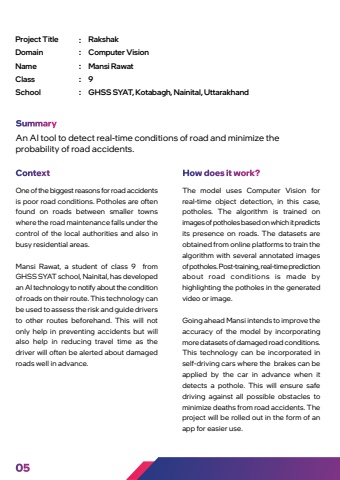 Project Title : Rakshak
Domain : Computer Vision
Name : Mansi Rawat
Class : 9
School : GHSS SYAT, Kotabagh, Nainital, Uttarakhand
Summary
An AI tool to detect real-time conditions of road and minimize the
probability of road accidents.
Context
One of the biggest reasons for road accidents
is poor road conditions. Potholes are often
found on roads between smaller towns
where the road maintenance falls under the
control of the local authorities and also in
busy residential areas.
Mansi Rawat, a student of class 9 from
GHSS SYAT school, Nainital, has developed
an AI technology to notify about the condition
of roads on their route. This technology can
be used to assess the risk and guide drivers
to other routes beforehand. This will not
only help in preventing accidents but will
also help in reducing travel time as the
driver will often be alerted about damaged
roads well in advance.
How does it work?
The model uses Computer Vision for
real-time object detection, in this case,
potholes. The algorithm is trained on
images of potholes based on which it predicts
its presence on roads. The datasets are
obtained from online platforms to train the
algorithm with several annotated images
of potholes. Post-training, real-time prediction
about road conditions is made by
highlighting the potholes in the generated
video or image.
Going ahead Mansi intends to improve the
accuracy of the model by incorporating
more datasets of damaged road conditions.
This technology can be incorporated in
self-driving cars where the brakes can be
applied by the car in advance when it
detects a pothole. This will ensure safe
driving against all possible obstacles to
minimize deaths from road accidents. The
project will be rolled out in the form of an
app for easier use.
05